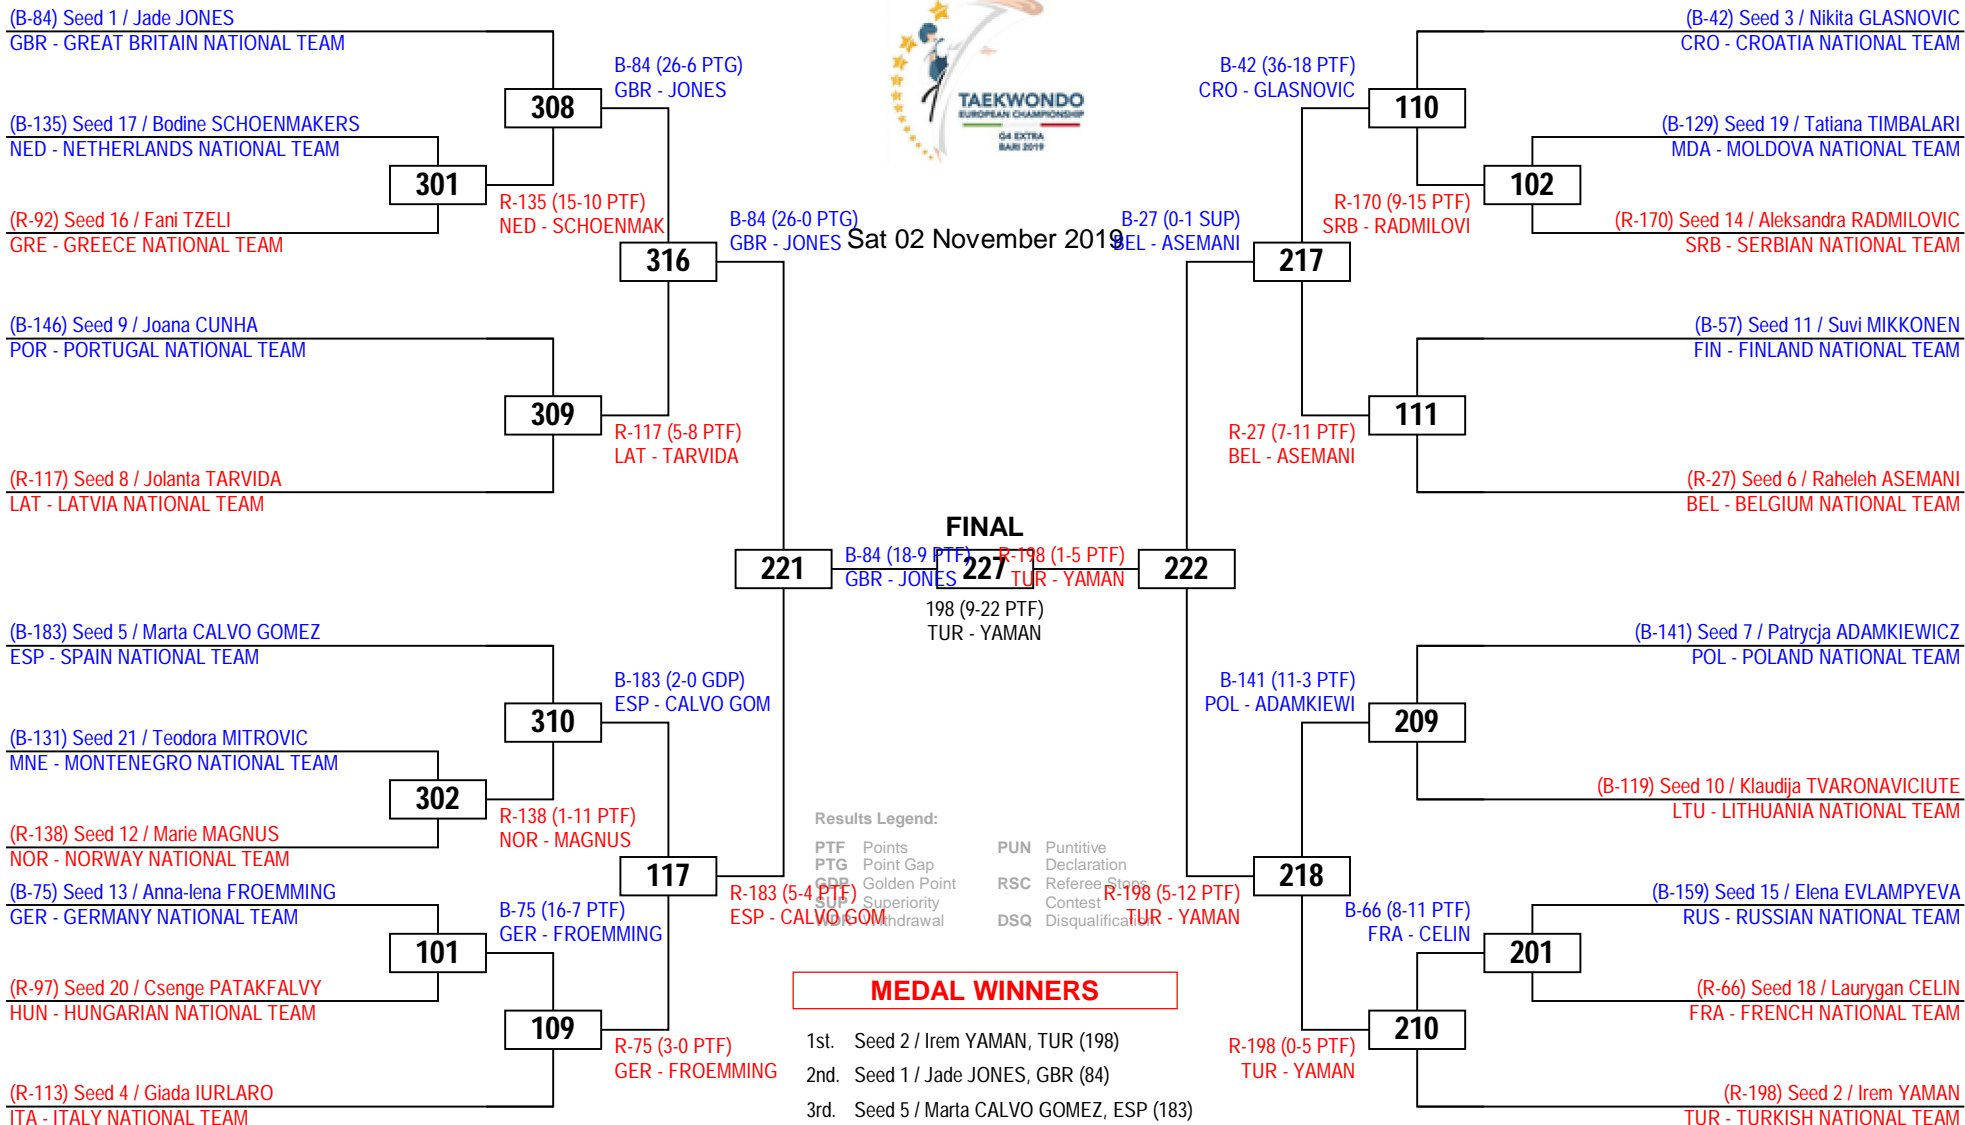 (B-84) Seed 1 / Jade JONES
GBR - GREAT BRITAIN NATIONAL TEAM
B-84 (26-6 PTG)
GBR - JONES
308
(B-135) Seed 17 / Bodine SCHOENMAKERS
NED - NETHERLANDS NATIONAL TEAM
301
R-135 (15-10 PTF)
NED - SCHOENMAK
(R-92) Seed 16 / Fani TZELI
GRE - GREECE NATIONAL TEAM
B-84 (26-0 PTG)
GBR - JONES
316
(B-146) Seed 9 / Joana CUNHA
POR - PORTUGAL NATIONAL TEAM
309
R-117 (5-8 PTF)
LAT - TARVIDA
(R-117) Seed 8 / Jolanta TARVIDA
LAT - LATVIA NATIONAL TEAM
221
B-84 (18-9 PTF)
GBR - JONES
(B-183) Seed 5 / Marta CALVO GOMEZ
ESP - SPAIN NATIONAL TEAM
B-183 (2-0 GDP)
ESP - CALVO GOM
310
(B-131) Seed 21 / Teodora MITROVIC
MNE - MONTENEGRO NATIONAL TEAM
302
R-138 (1-11 PTF)
NOR - MAGNUS
(R-138) Seed 12 / Marie MAGNUS
NOR - NORWAY NATIONAL TEAM
117
R-183 (5-4 PTF)
ESP - CALVO GOM
(B-75) Seed 13 / Anna-lena FROEMMING
GER - GERMANY NATIONAL TEAM
B-75 (16-7 PTF)
GER - FROEMMING
101
(R-97) Seed 20 / Csenge PATAKFALVY
HUN - HUNGARIAN NATIONAL TEAM
109
R-75 (3-0 PTF)
GER - FROEMMING
(R-113) Seed 4 / Giada IURLARO
ITA - ITALY NATIONAL TEAM
TAEKWONDO
EUROPEAN CHAMPIONSHIP
G4 EXTRA
BARI 2019
Sat 02 November 2019
FINAL
227
198 (9-22 PTF)
TUR - YAMAN
(B-42) Seed 3 / Nikita GLASNOVIC
CRO - CROATIA NATIONAL TEAM
B-42 (36-18 PTF)
CRO - GLASNOVIC
110
(B-129) Seed 19 / Tatiana TIMBALARI
MDA - MOLDOVA NATIONAL TEAM
102
R-170 (9-15 PTF)
SRB - RADMILOVI
(R-170) Seed 14 / Aleksandra RADMILOVIC
SRB - SERBIAN NATIONAL TEAM
B-27 (0-1 SUP)
BEL - ASEMANI
217
(B-57) Seed 11 / Suvi MIKKONEN
FIN - FINLAND NATIONAL TEAM
111
R-27 (7-11 PTF)
BEL - ASEMANI
(R-27) Seed 6 / Raheleh ASEMANI
BEL - BELGIUM NATIONAL TEAM
R-198 (1-5 PTF)
TUR - YAMAN
222
(B-141) Seed 7 / Patrycja ADAMKIEWICZ
POL - POLAND NATIONAL TEAM
B-141 (11-3 PTF)
POL - ADAMKIEWI
209
(B-119) Seed 10 / Klaudija TVARONAVICIUTE
LTU - LITHUANIA NATIONAL TEAM
218
R-198 (5-12 PTF)
TUR - YAMAN
(B-159) Seed 15 / Elena EVLAMPYEVA
RUS - RUSSIAN NATIONAL TEAM
B-66 (8-11 PTF)
FRA - CELIN
201
(R-66) Seed 18 / Laurygan CELIN
FRA - FRENCH NATIONAL TEAM
210
R-198 (0-5 PTF)
TUR - YAMAN
(R-198) Seed 2 / Irem YAMAN
TUR - TURKISH NATIONAL TEAM
Results Legend:
PTF Points
PTG Point Gap
GDP Golden Point
SUP Superiority
WDR Withdrawal
PUN Puntitive
Declaration
RSC Referee Stops
Contest
DSQ Disqualification
MEDAL WINNERS
1st. Seed 2 / Irem YAMAN, TUR (198)
2nd. Seed 1 / Jade JONES, GBR (84)
3rd. Seed 5 / Marta CALVO GOMEZ, ESP (183)